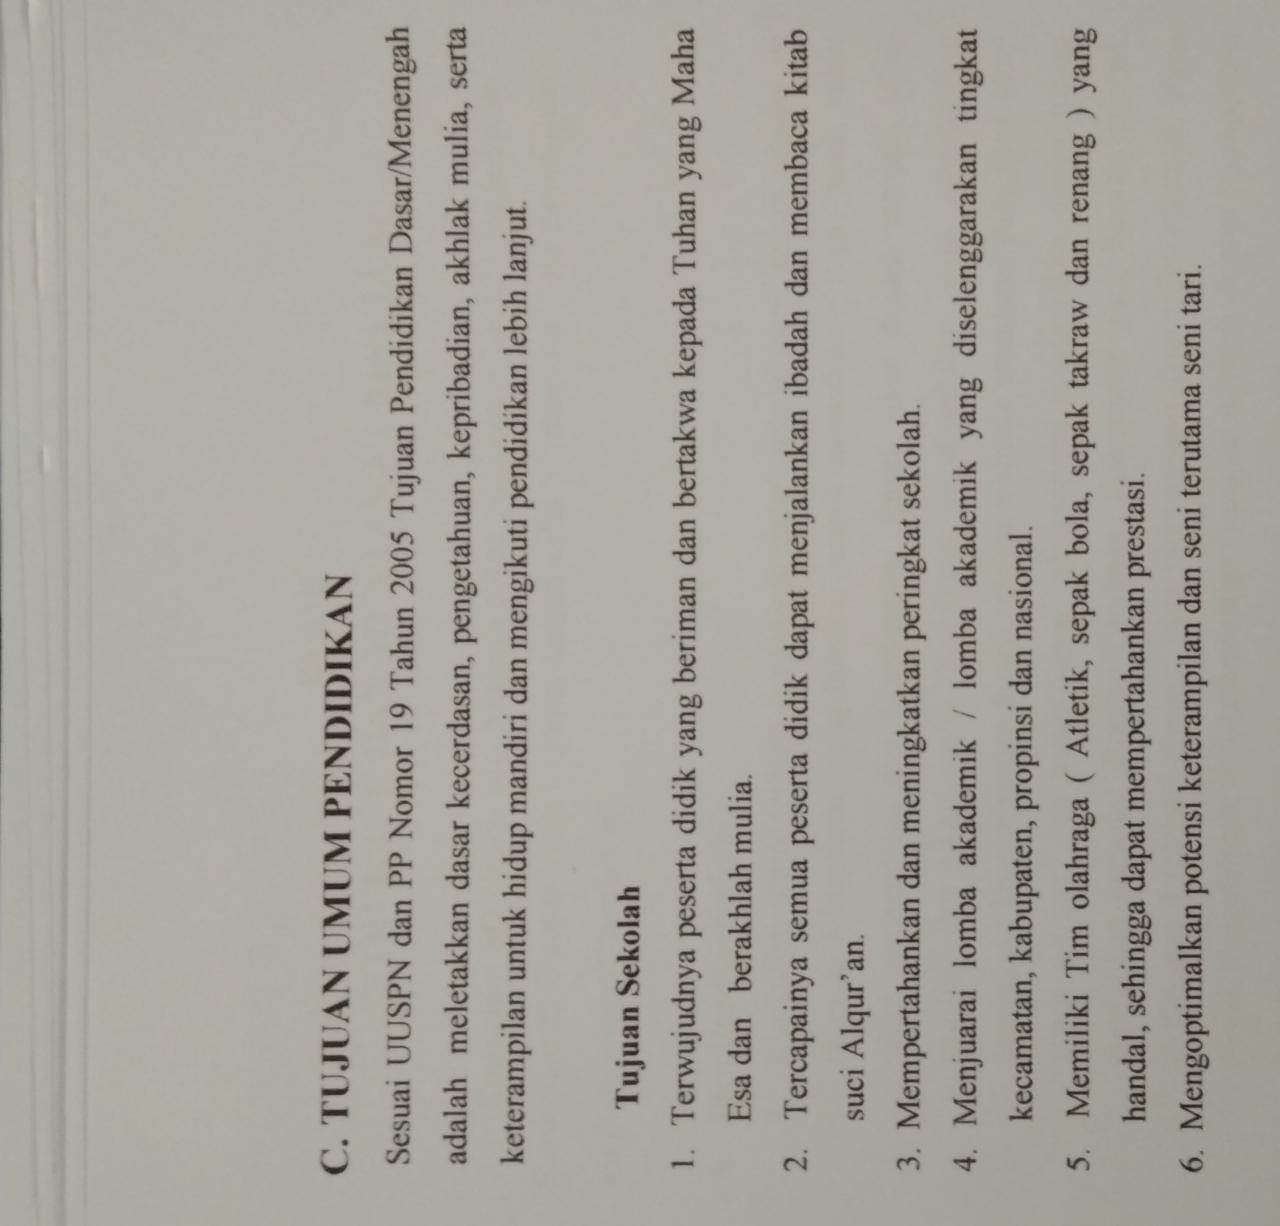 C. TUJUAN UMUM PENDIDIKAN
Sesuai UUSPN dan PP Nomor 19 Tahun 2005 Tujuan Pendidikan Dasar/Menengah
adalah meletakkan dasar kecerdasan, pengetahuan, kepribadian, akhlak mulia, serta
keterampilan untuk hidup mandiri dan mengikuti pendidikan lebih lanjut.
Tujuan Sekolah
1. Terwujudnya peserta didik yang beriman dan bertakwa kepada Tuhan yang Maha
Esa dan berakhlah mulia.
2. Tercapainya semua peserta didik dapat menjalankan ibadah dan membaca kitab
suci Alqur’an.
3. Mempertahankan dan meningkatkan peringkat sekolah.
4. Menjuarai lomba akademik / lomba akademik yang diselenggarakan tingkat
kecamatan, kabupaten, propinsi dan nasional.
5. Memiliki Tim olahraga ( Atletik, sepak bola, sepak takraw dan renang ) yang
handal, sehingga dapat mempertahankan prestasi.
6. Mengoptimalkan potensi keterampilan dan seni terutama seni tari.